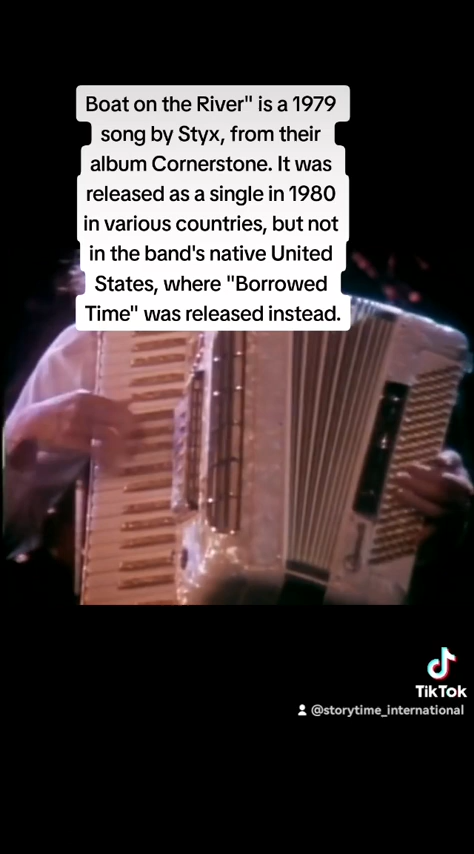 Boat on the River" is a 1979
song by Styx, from their
album Cornerstone. It was
released as a single in 1980
in various countries, but not
in the band's native United
States, where "Borrowed
Time" was released instead.
TikTok
@storytime_international